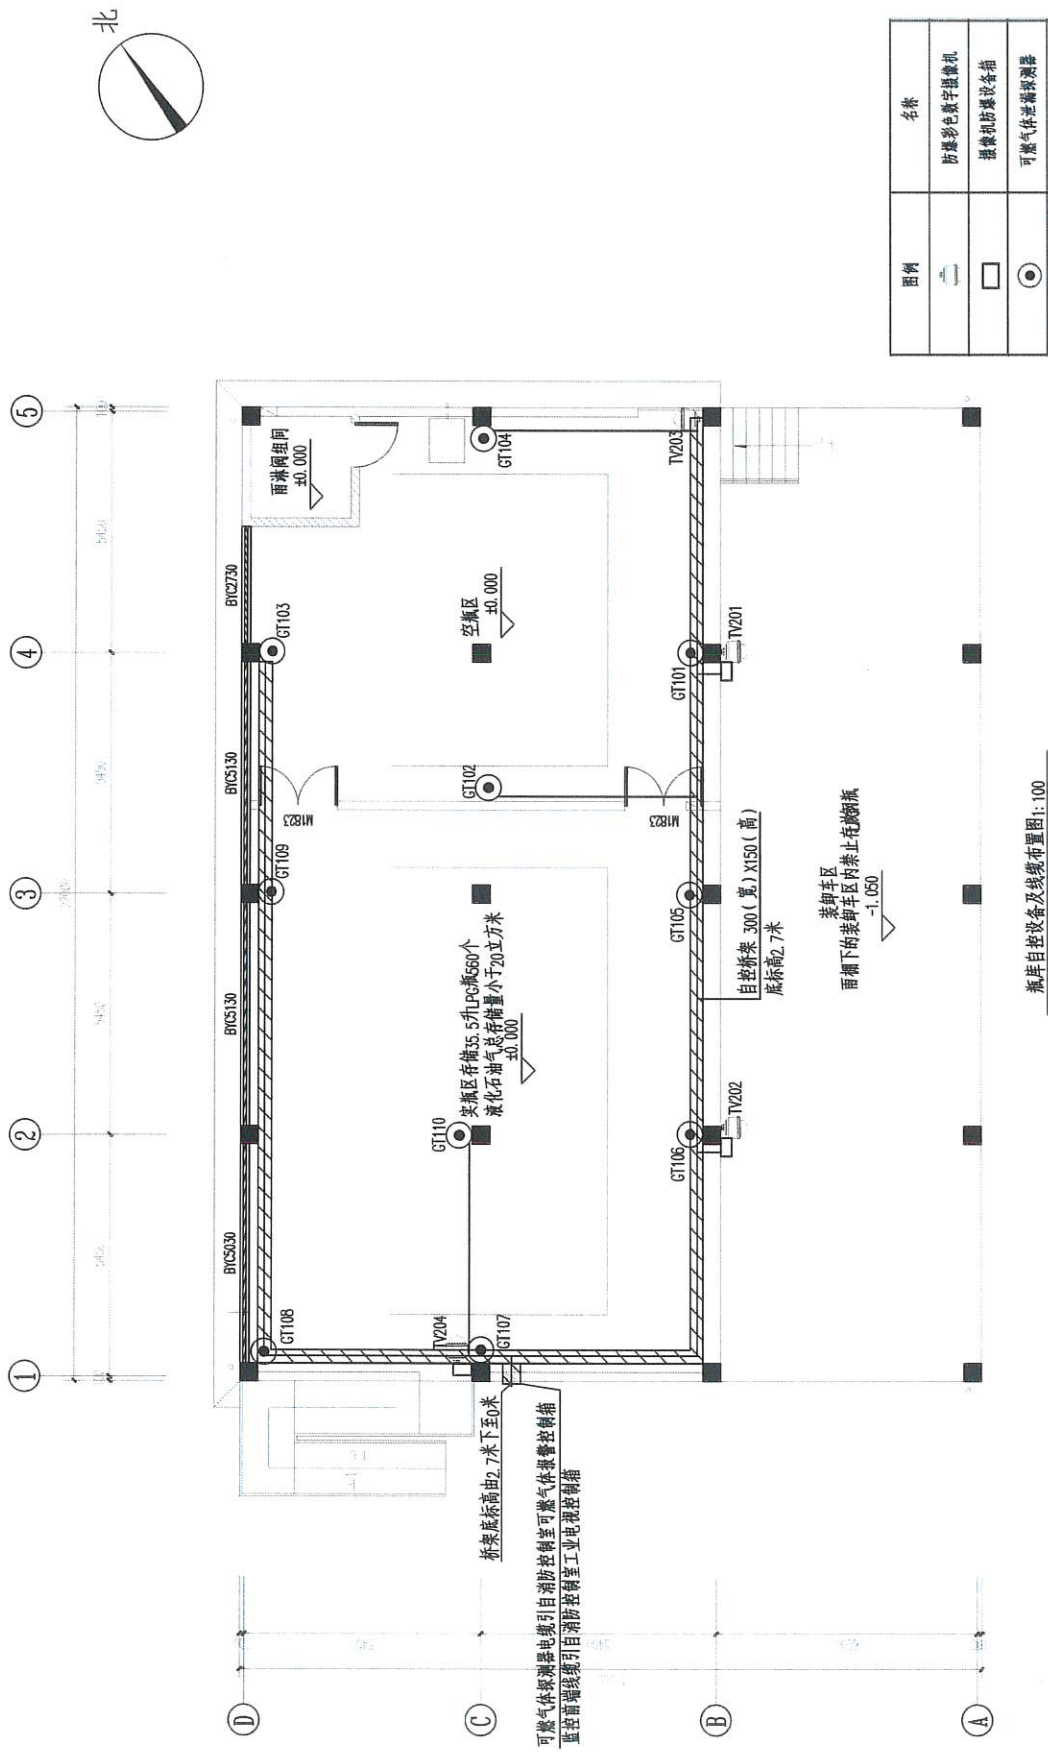 北
名称
图例
防爆彩色数字摄像机
摄像机防爆设备箱
可燃气体泄漏探测器
①
②
③
④
⑤
5450
5450
5450
BYC5030
BYC5130
BYC5130
BYC2730
雨淋阀组间
±0.000
GT108
GT109
GT103
GT104
M1823
M1823
空瓶区
±0.000
GT102
GT110
实瓶区存储35.5升LPG瓶560个
液化石油气总存储量小于20立方米
±0.000
TV204
GT107
GT106
GT105
GT101
TV203
TV202
TV201
自控桥架 300(宽)X150(高)
底标高2.7米
桥架底标高由2.7米下至0米
可燃气体探测器电缆引自消防控制室可燃气体报警控制箱
监控前端线缆引自消防控制室工业电视控制箱
装卸车区
雨棚下的装卸车区内禁止存放钢瓶
-1.050
Ⓓ
Ⓒ
Ⓑ
Ⓐ
瓶库自控设备及线缆布置图1:100